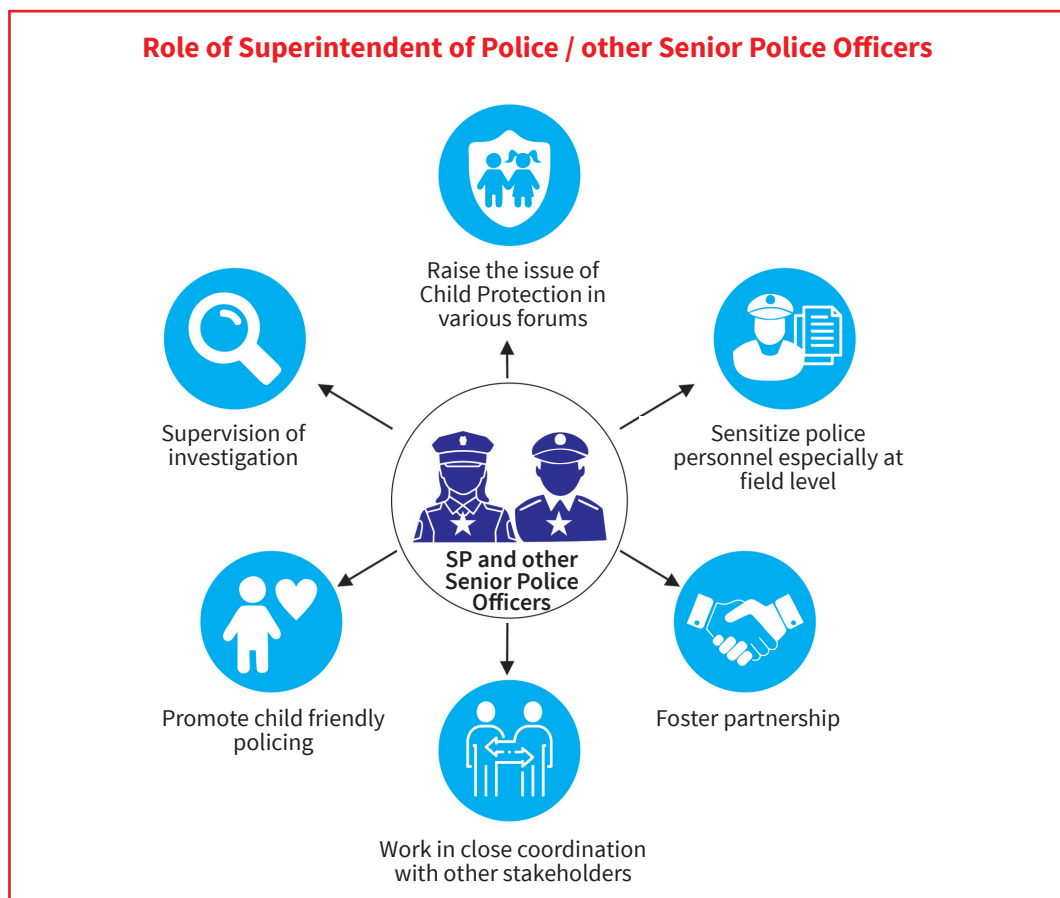 Role of Superintendent of Police / other Senior Police Officers
Raise the issue of
Child Protection in
various forums
Supervision of
investigation
Sensitize police
personnel especially at
field level
SP and other
Senior Police
Officers
Promote child friendly
policing
Foster partnership
Work in close coordination
with other stakeholders